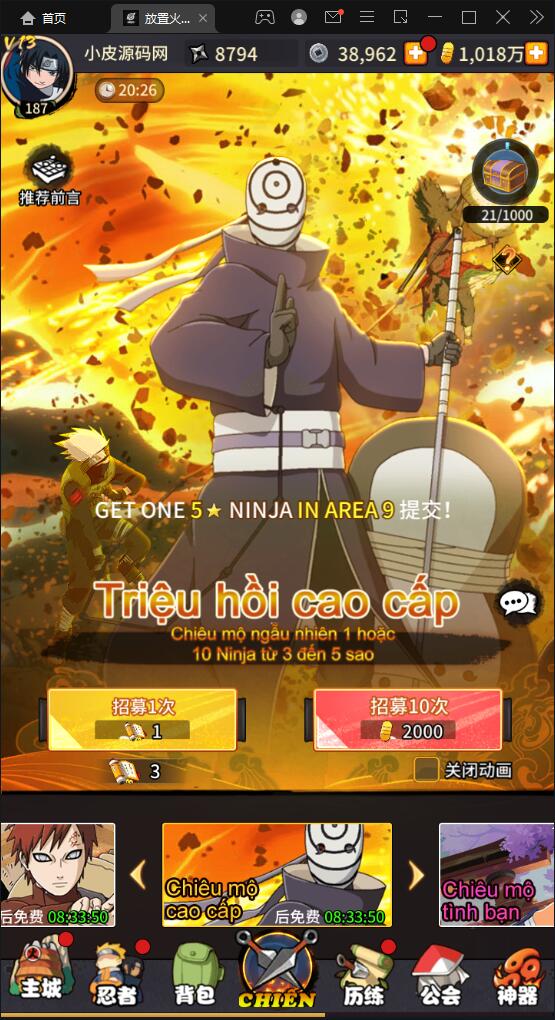 首页
放置火...
V13
187
小皮源码网
8794
38,962
1,018万
20:26
推荐前言
21/1000
GET ONE 5★ NINJA IN AREA 9 提交!
Triệu hồi cao cấp
Chiêu mộ ngẫu nhiên 1 hoặc
10 Ninja từ 3 đến 5 sao
招募1次
1
招募10次
2000
3
关闭动画
后免费 08:33:50
Chiêu mộ
cao cấp
后免费 08:33:50
Chiêu mộ
tình bạn
主城
忍者
背包
CHIẾN
历练
公会
神器